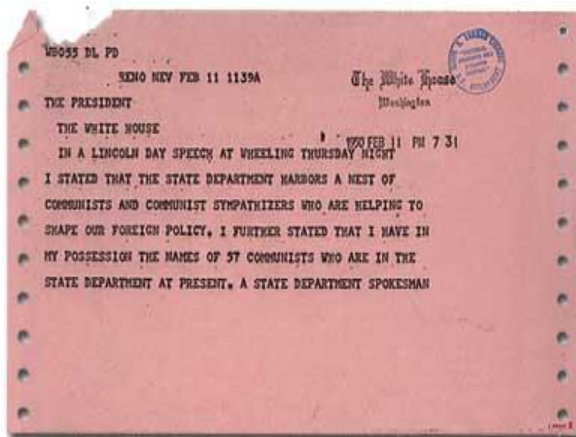 WB055 DL PD
RENO NEV FEB 11 1139A
The White House
Washington
THE PRESIDENT
THE WHITE HOUSE
1950 FEB 11 PM 7 31
IN A LINCOLN DAY SPEECH AT WHEELING THURSDAY NIGHT
I STATED THAT THE STATE DEPARTMENT HARBORS A NEST OF
COMMUNISTS AND COMMUNIST SYMPATHIZERS WHO ARE HELPING TO
SHAPE OUR FOREIGN POLICY. I FURTHER STATED THAT I HAVE IN
MY POSSESSION THE NAMES OF 57 COMMUNISTS WHO ARE IN THE
STATE DEPARTMENT AT PRESENT. A STATE DEPARTMENT SPOKESMAN